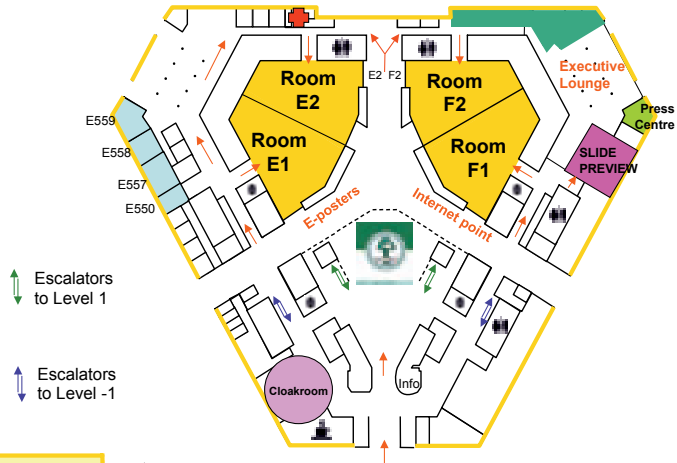 E2 F2
Executive
Lounge
Room
E2
Room
F2
Press
Centre
E559
E558
E557
E550
Room
E1
Room
F1
SLIDE
PREVIEW
E-posters
Internet point
Escalators
to Level 1
Escalators
to Level -1
Cloakroom
Info